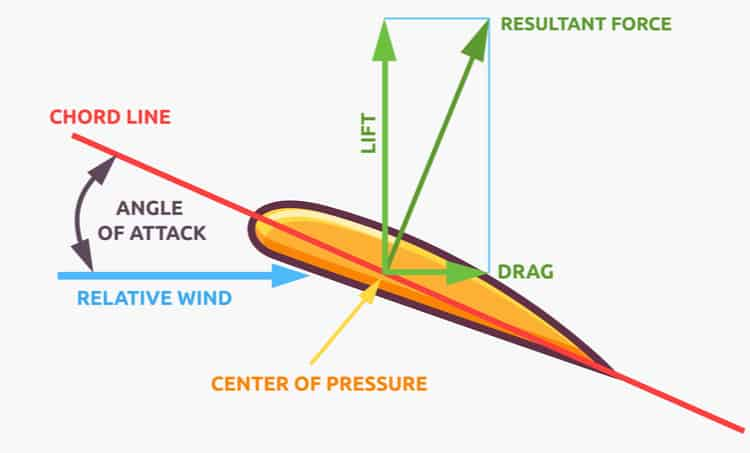 RESULTANT FORCE
LIFT
CHORD LINE
ANGLE
OF ATTACK
DRAG
RELATIVE WIND
CENTER OF PRESSURE